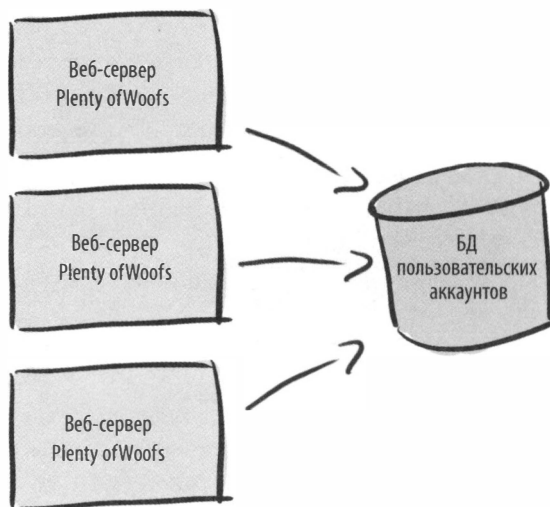 Веб-сервер
Plenty ofWoofs
Веб-сервер
Plenty ofWoofs
БД
пользовательских
аккаунтов
Веб-сервер
Plenty ofWoofs